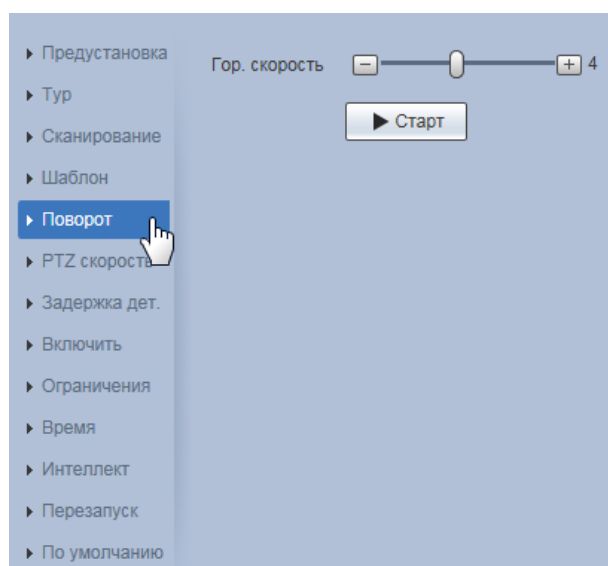 Предустановка
Тур
Сканирование
Шаблон
Поворот
PTZ скорость
Задержка дет.
Включить
Ограничения
Время
Интеллект
Перезапуск
По умолчанию
Гор. скорость 4
Старт